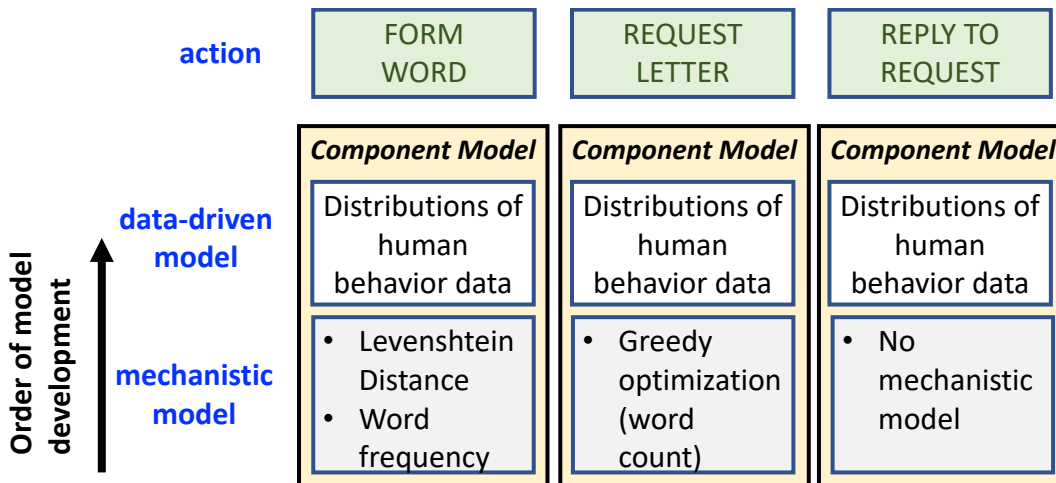 action
FORM
WORD
REQUEST
LETTER
REPLY TO
REQUEST
Component Model
Component Model
Component Model
data-driven
model
Distributions of
human
behavior data
Distributions of
human
behavior data
Distributions of
human
behavior data
Order of model
development
mechanistic
model
• Levenshtein
Distance
• Word
frequency
• Greedy
optimization
(word
count)
• No
mechanistic
model